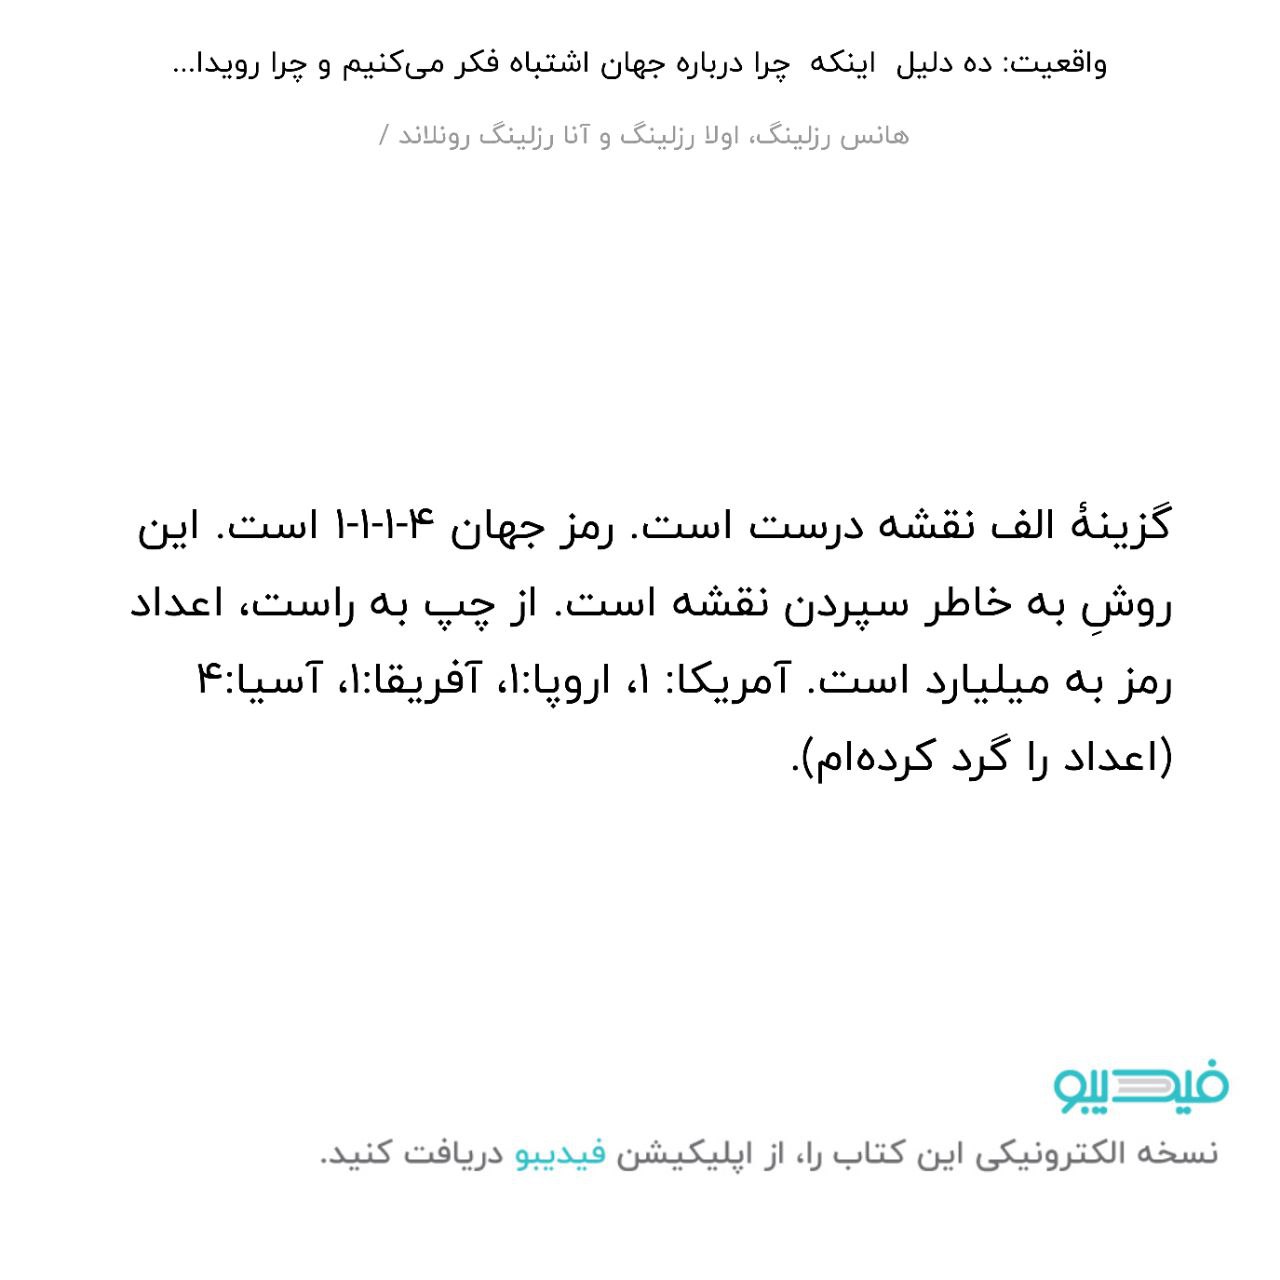 واقعیت: ده دلیل اینکه چرا درباره جهان اشتباه فکر می‌کنیم و چرا رویدا...
هانس رزلینگ، اولا رزلینگ و آنا رزلینگ رونلاند /
گزینهٔ الف نقشه درست است. رمز جهان ۴-۱-۱-۱ است. این
روشِ به خاطر سپردن نقشه است. از چپ به راست، اعداد
رمز به میلیارد است. آمریکا: ۱، اروپا:۱، آفریقا:۱، آسیا:۴
(اعداد را گرد کرده‌ام).
فیدیبو
نسخه الکترونیکی این کتاب را، از اپلیکیشن فیدیبو دریافت کنید.